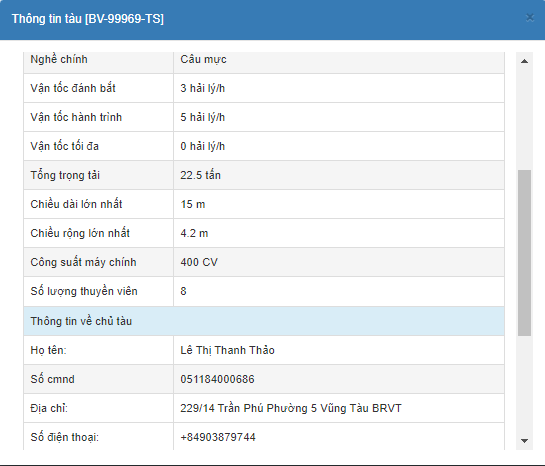 Thông tin tàu [BV-99969-TS]
×
Nghề chính Câu mực
Vận tốc đánh bắt 3 hải lý/h
Vận tốc hành trình 5 hải lý/h
Vận tốc tối đa 0 hải lý/h
Tổng trọng tải 22.5 tấn
Chiều dài lớn nhất 15 m
Chiều rộng lớn nhất 4.2 m
Công suất máy chính 400 CV
Số lượng thuyền viên 8
Thông tin về chủ tàu
Họ tên: Lê Thị Thanh Thảo
Số cmnd 051184000686
Địa chỉ: 229/14 Trần Phú Phường 5 Vũng Tàu BRVT
Số điện thoại: +84903879744